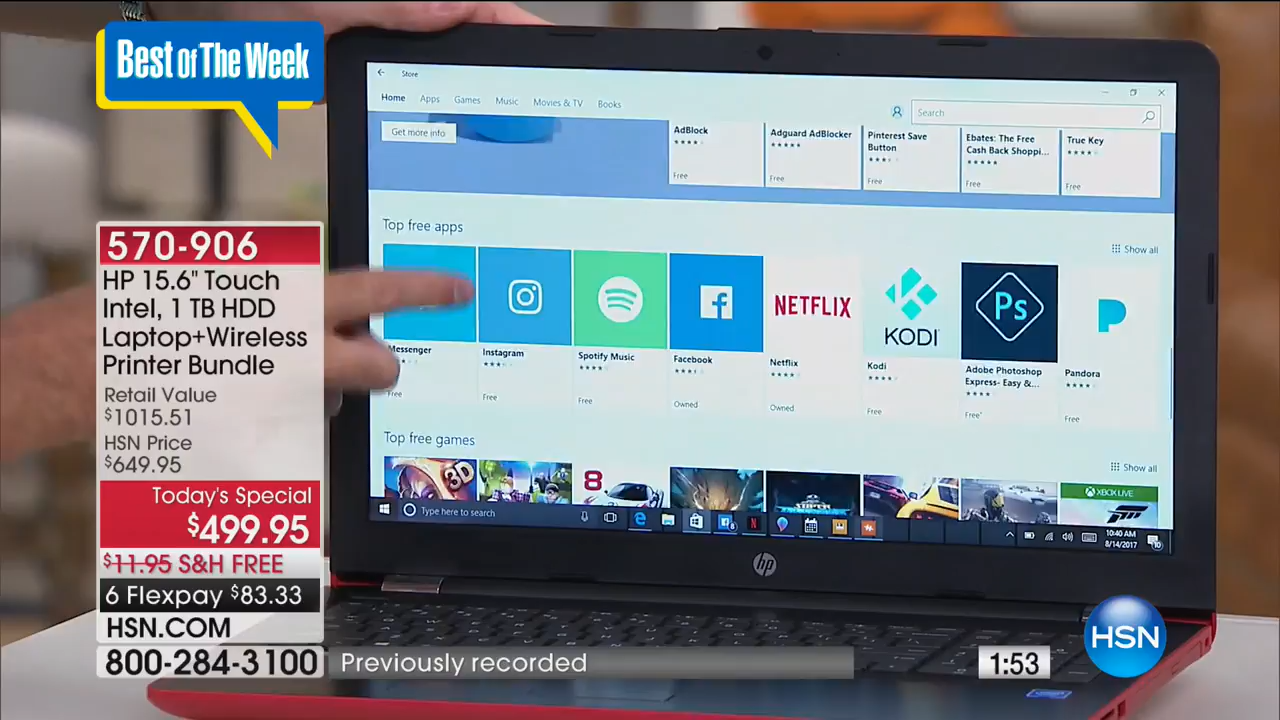 Best of The Week
570-906
HP 15.6" Touch
Intel, 1 TB HDD
Laptop+Wireless
Printer Bundle
Retail Value
$1015.51
HSN Price
$649.95
Today's Special
$499.95
$11.95 S&H FREE
6 Flexpay $83.33
HSN.COM
800-284-3100
Previously recorded
1:53
HSN
Store
Home Apps Games Music Movies & TV Books
Search
Get more info
AdBlock
Free
Adguard AdBlocker
Free
Pinterest Save
Button
Free
Ebates: The Free
Cash Back Shoppi...
Free
True Key
Free
Top free apps
Show all
NETFLIX
KODI
Ps
Messenger
Free
Instagram
Free
Spotify Music
Free
Facebook
Owned
Netflix
Owned
Kodi
Free
Adobe Photoshop
Express- Easy &...
Free*
Pandora
Free
Top free games
Show all
3D
8
XBOX LIVE
Type here to search
10:40 AM
8/14/2017
hp